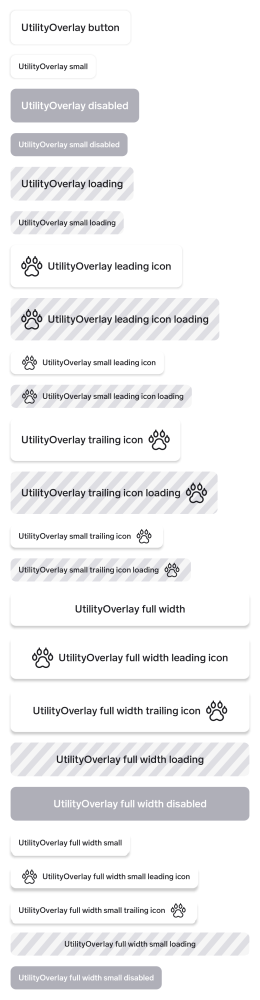 UtilityOverlay button
UtilityOverlay small
UtilityOverlay disabled
UtilityOverlay small disabled
UtilityOverlay loading
UtilityOverlay small loading
UtilityOverlay leading icon
UtilityOverlay leading icon loading
UtilityOverlay small leading icon
UtilityOverlay small leading icon loading
UtilityOverlay trailing icon
UtilityOverlay trailing icon loading
UtilityOverlay small trailing icon
UtilityOverlay small trailing icon loading
UtilityOverlay full width
UtilityOverlay full width leading icon
UtilityOverlay full width trailing icon
UtilityOverlay full width loading
UtilityOverlay full width disabled
UtilityOverlay full width small
UtilityOverlay full width small leading icon
UtilityOverlay full width small trailing icon
UtilityOverlay full width small loading
UtilityOverlay full width small disabled